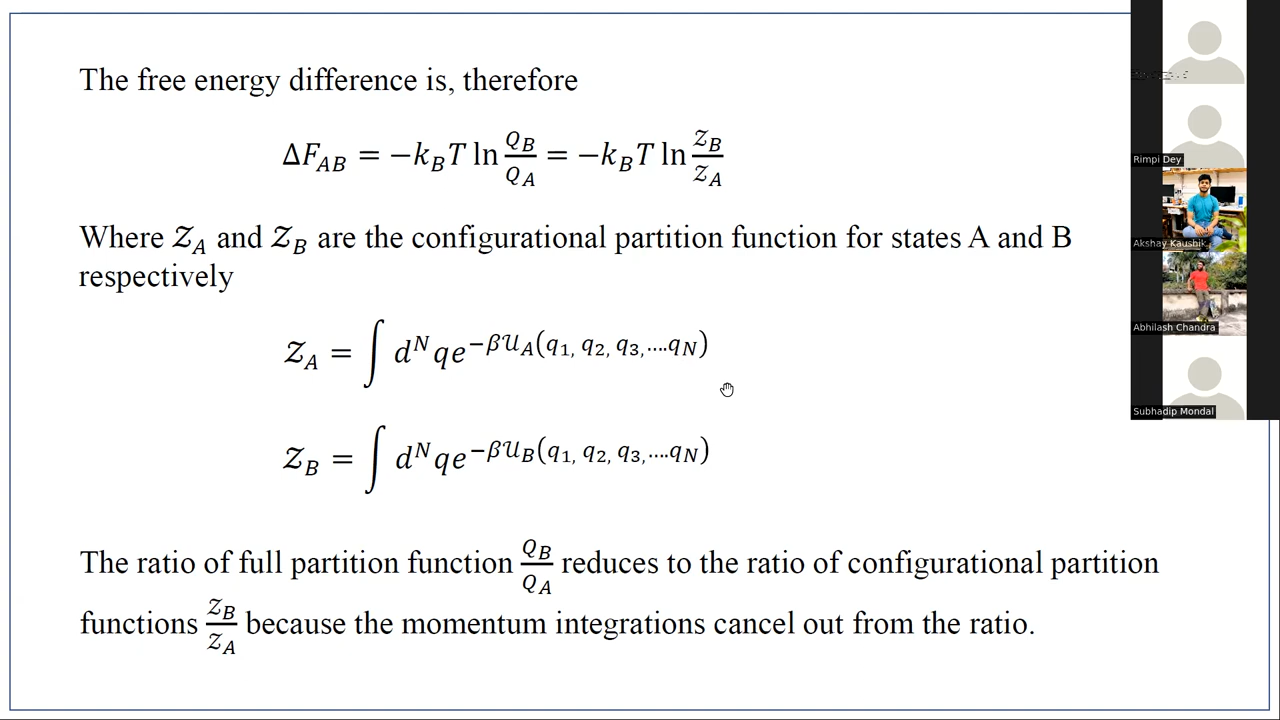 The free energy difference is, therefore
ΔF_AB = −k_B T ln Q_B/Q_A = −k_B T ln 𝒵_B/𝒵_A
Where 𝒵_A and 𝒵_B are the configurational partition function for states A and B
respectively
𝒵_A = ∫ d^N q e^{−β𝒰_A(q_1, q_2, q_3,....q_N)}
𝒵_B = ∫ d^N q e^{−β𝒰_B(q_1, q_2, q_3,....q_N)}
The ratio of full partition function Q_B/Q_A reduces to the ratio of configurational partition
functions 𝒵_B/𝒵_A because the momentum integrations cancel out from the ratio.
Rimpi Dey
Akshay Kaushik
Abhilash Chandra
Subhadip Mondal